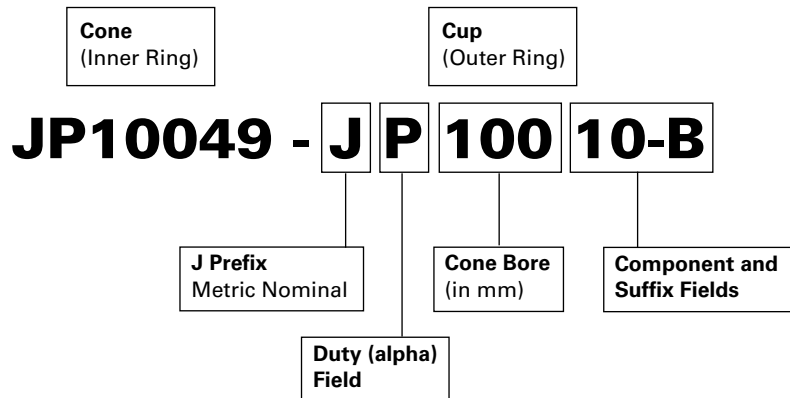 Cone
(Inner Ring)
Cup
(Outer Ring)
JP10049 - J P 100 10-B
J Prefix
Metric Nominal
Cone Bore
(in mm)
Component and
Suffix Fields
Duty (alpha)
Field